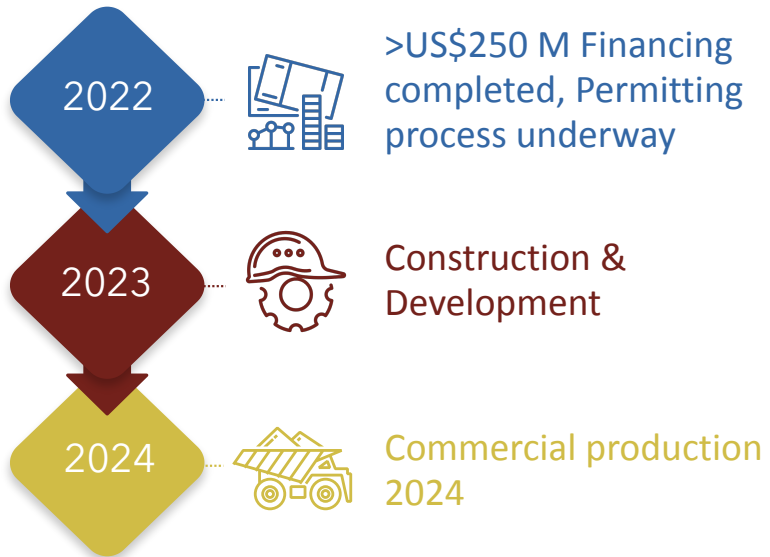 2022
>US$250 M Financing
completed, Permitting
process underway
2023
Construction &
Development
2024
Commercial production
2024